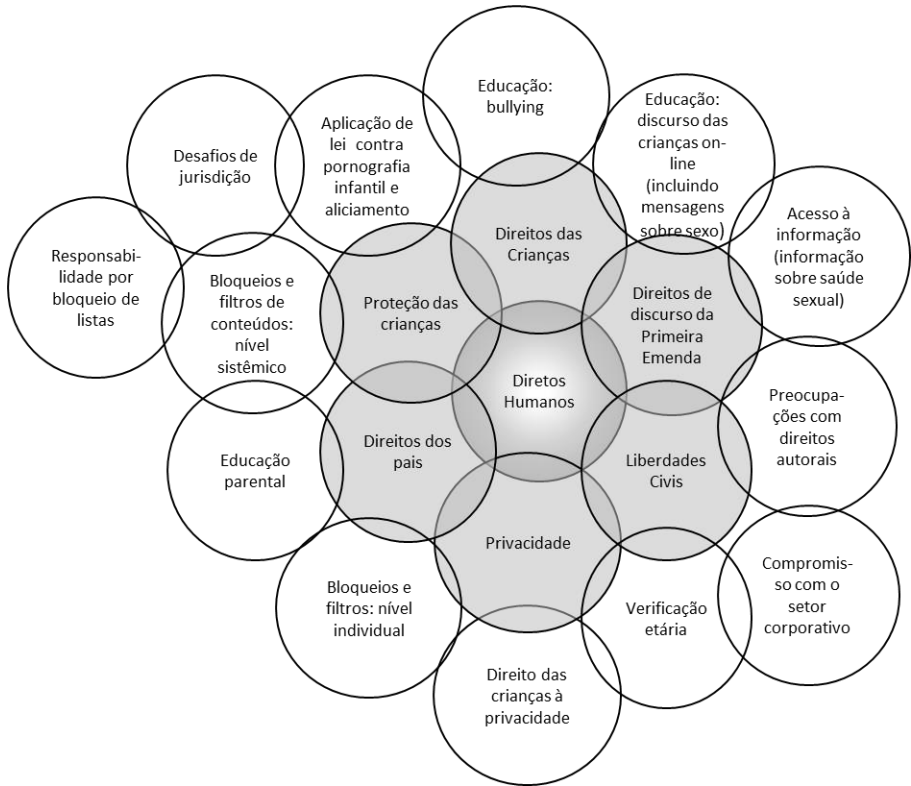 Educação:
bullying
Educação:
discurso das
crianças on-
line
(incluindo
mensagens
sobre sexo)
Aplicação de
lei contra
pornografia
infantil e
aliciamento
Desafios de
jurisdição
Acesso à
informação
(informação
sobre saúde
sexual)
Direitos das
Crianças
Responsabi-
lidade por
bloqueio de
listas
Bloqueios e
filtros de
conteúdos:
nível
sistêmico
Proteção das
crianças
Direitos de
discurso da
Primeira
Emenda
Diretos
Humanos
Preocupa-
ções com
direitos
autorais
Educação
parental
Direitos dos
pais
Liberdades
Civis
Privacidade
Compromis-
so com o
setor
corporativo
Bloqueios e
filtros: nível
individual
Verificação
etária
Direito das
crianças à
privacidade